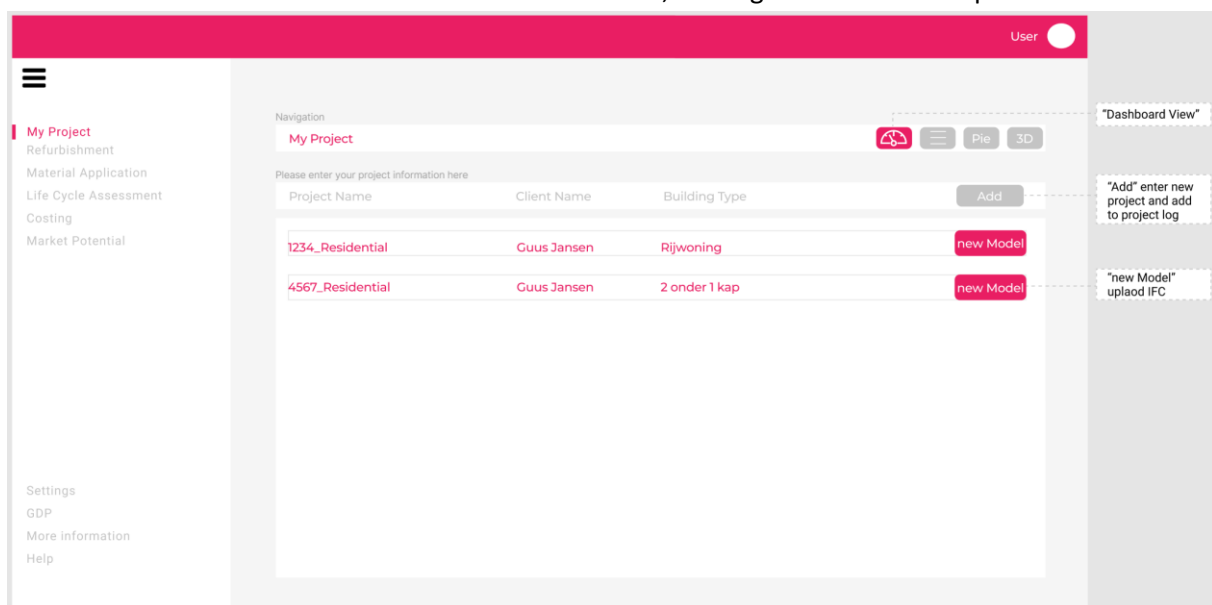 User
My Project
Refurbishment
Material Application
Life Cycle Assessment
Costing
Market Potential
Settings
GDP
More information
Help
Navigation
My Project Pie 3D
Please enter your project information here
Project Name Client Name Building Type Add
1234_Residential Guus Jansen Rijwoning new Model
4567_Residential Guus Jansen 2 onder 1 kap new Model
"Dashboard View"
"Add" enter new
project and add
to project log
"new Model"
uplaod IFC